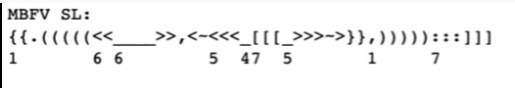 MBFV SL:
{{.(((((<<____>>,<~<<<_[[[_>>>~>}},))))):::]]]
1        6 6          5  47  5        1      7